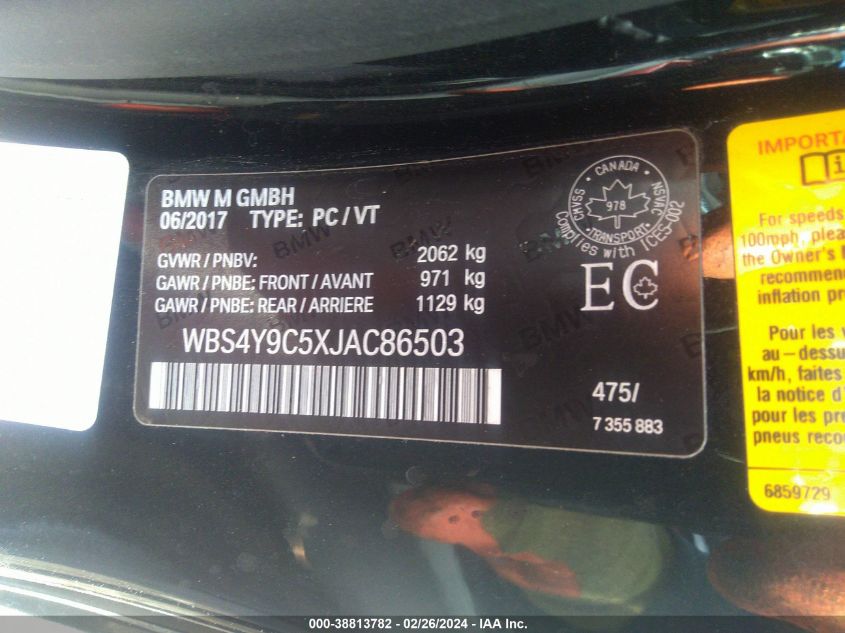 BMW M GMBH
06/2017 TYPE: PC / VT
GVWR / PNBV: 2062 kg
GAWR / PNBE: FRONT / AVANT 971 kg
GAWR / PNBE: REAR / ARRIERE 1129 kg
WBS4Y9C5XJAC86503
475/
7 355 883
CANADA
CMVSS NSVAC
978
TRANSPORT
Complies with ICES-002
EC
IMPORTA
For speeds
100mph, plea
the Owner's
recommen
inflation pr
Pour les v
au-dessu
km/h, faites
la notice d'
pour les pre
pneus reco
6859729
000-38813782 - 02/26/2024 - IAA Inc.